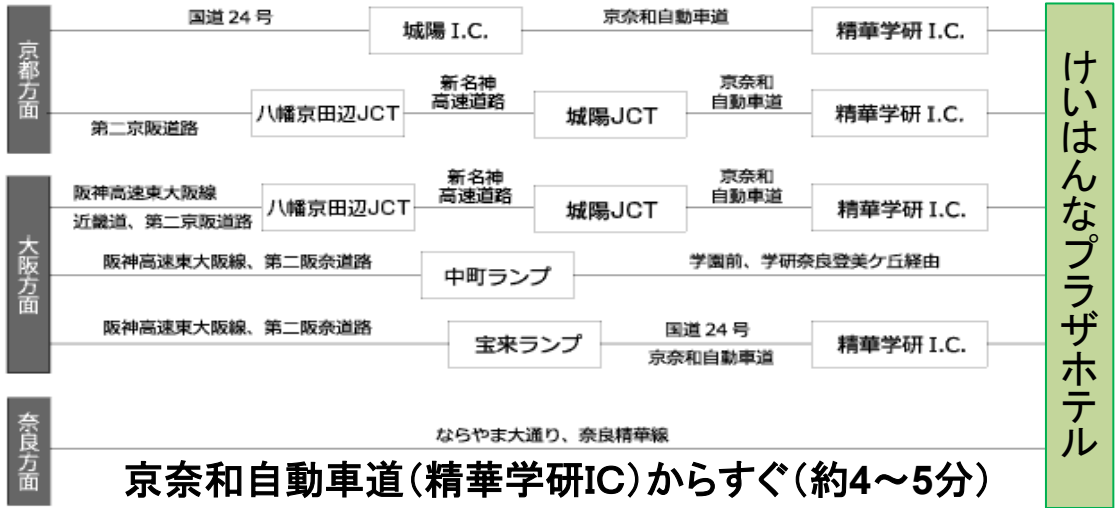 京都方面
国道 24 号
城陽 I.C.
京奈和自動車道
精華学研 I.C.
第二京阪道路
八幡京田辺JCT
新名神
高速道路
城陽JCT
京奈和
自動車道
精華学研 I.C.
大阪方面
阪神高速東大阪線
近畿道、第二京阪道路
八幡京田辺JCT
新名神
高速道路
城陽JCT
京奈和
自動車道
精華学研 I.C.
阪神高速東大阪線、第二阪奈道路
中町ランプ
学園前、学研奈良登美ケ丘経由
阪神高速東大阪線、第二阪奈道路
宝来ランプ
国道 24 号
京奈和自動車道
精華学研 I.C.
奈良方面
ならやま大通り、奈良精華線
けいはんなプラザホテル
京奈和自動車道（精華学研IC）からすぐ（約4～5分）